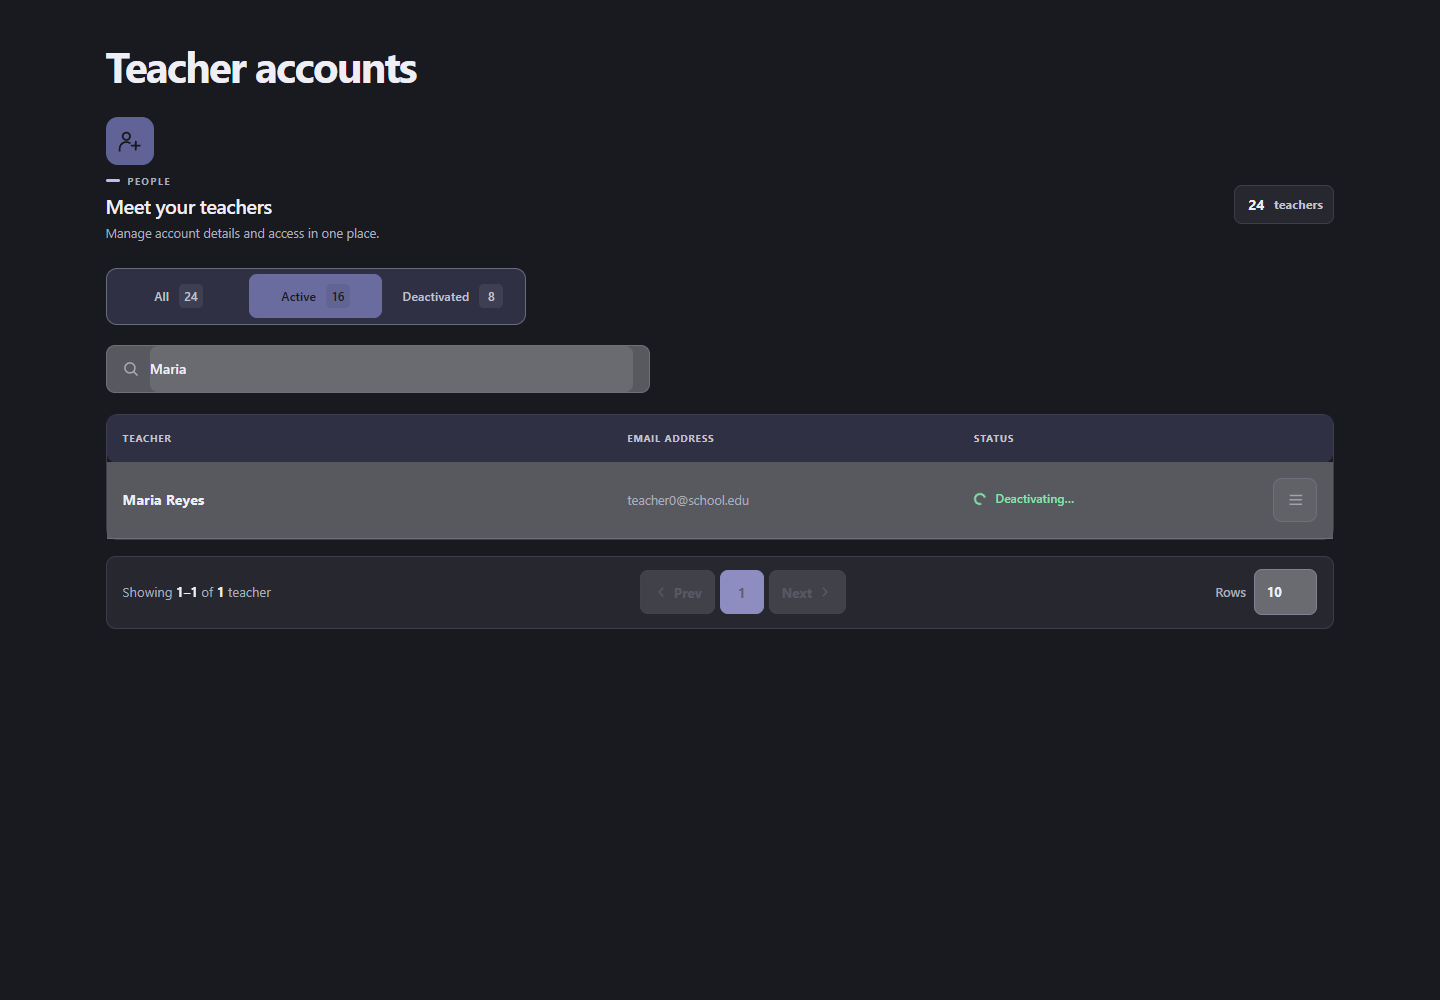 Teacher accounts
PEOPLE
Meet your teachers
Manage account details and access in one place.
24 teachers
All 24 Active 16 Deactivated 8
Maria
TEACHER EMAIL ADDRESS STATUS
Maria Reyes teacher0@school.edu Deactivating...
Showing 1–1 of 1 teacher Prev 1 Next Rows 10